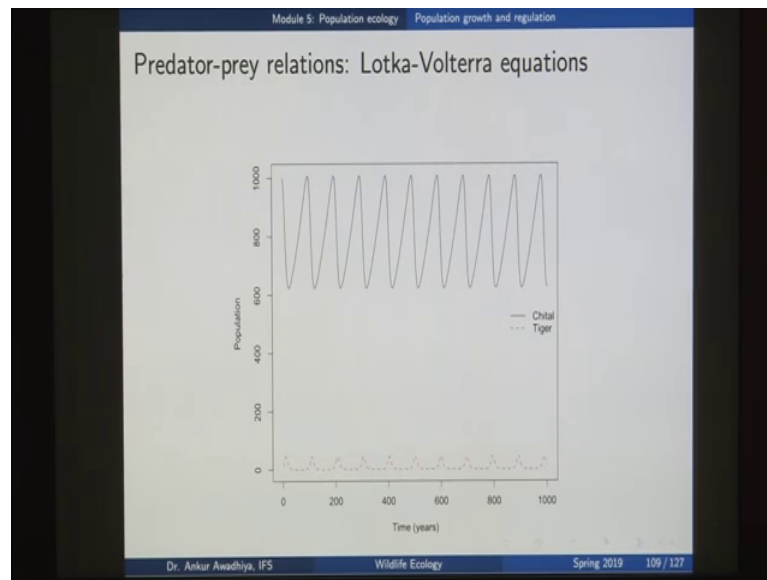 Module 5: Population ecology Population growth and regulation
Predator-prey relations: Lotka-Volterra equations
1000
800
600
400
200
0
Population
Chital
Tiger
0 200 400 600 800 1000
Time (years)
Dr. Ankur Awadhiya, IFS Wildlife Ecology Spring 2019 109 / 127